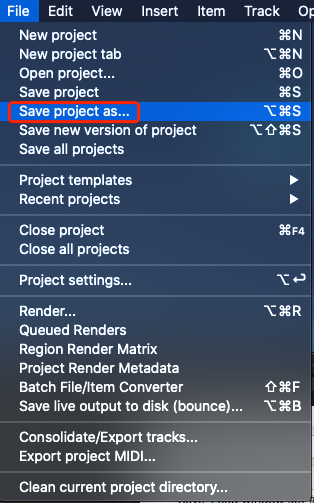 File Edit View Insert Item Track Op
New project ⌘N
New project tab ⌥⌘N
Open project... ⌘O
Save project ⌘S
Save project as... ⌥⌘S
Save new version of project ⌥⇧⌘S
Save all projects
Project templates ▶
Recent projects ▶
Close project ⌘F4
Close all projects
Project settings... ⌥↩
Render... ⌥⌘R
Queued Renders
Region Render Matrix
Project Render Metadata
Batch File/Item Converter ⇧⌘F
Save live output to disk (bounce)... ⌥⌘B
Consolidate/Export tracks...
Export project MIDI...
Clean current project directory...